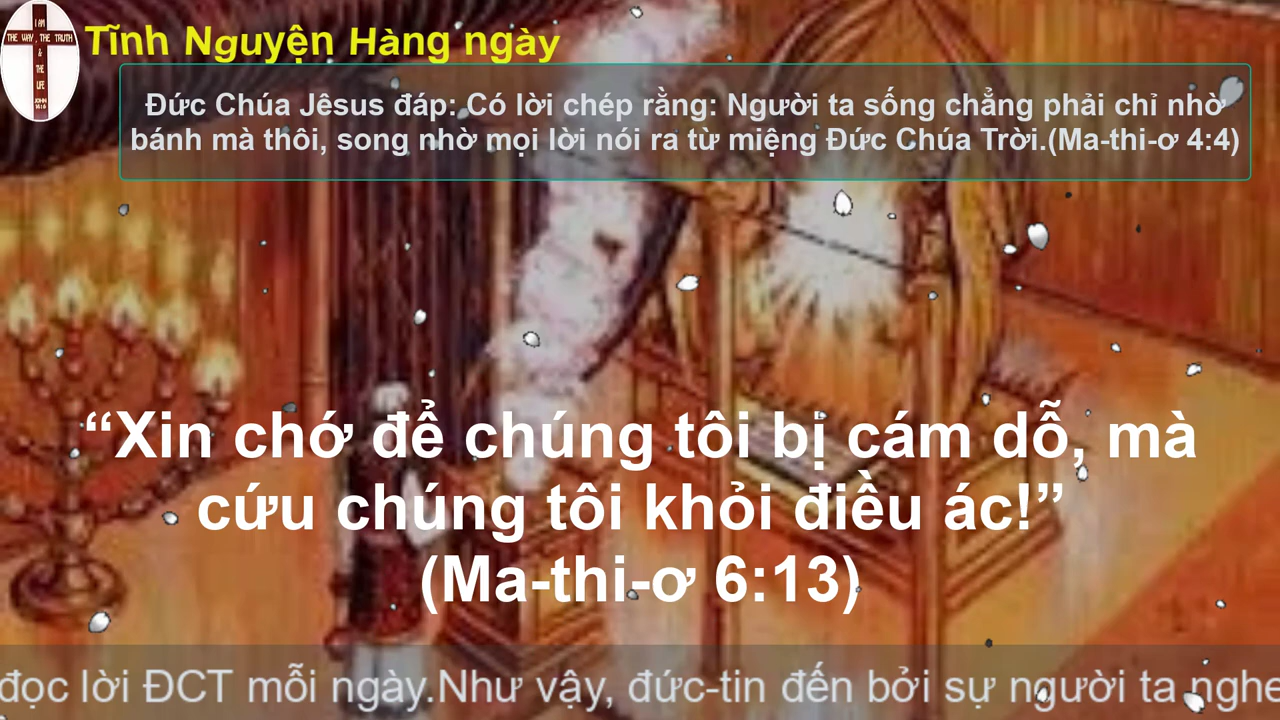 I AM
THE WAY, THE TRUTH
&
THE
LIFE
JOHN
14:6
Tĩnh Nguyện Hàng ngày
Đức Chúa Jêsus đáp: Có lời chép rằng: Người ta sống chẳng phải chỉ nhờ
bánh mà thôi, song nhờ mọi lời nói ra từ miệng Đức Chúa Trời.(Ma-thi-ơ 4:4)
“Xin chớ để chúng tôi bị cám dỗ, mà
cứu chúng tôi khỏi điều ác!”
(Ma-thi-ơ 6:13)
đọc lời ĐCT mỗi ngày.Như vậy, đức-tin đến bởi sự người ta nghe